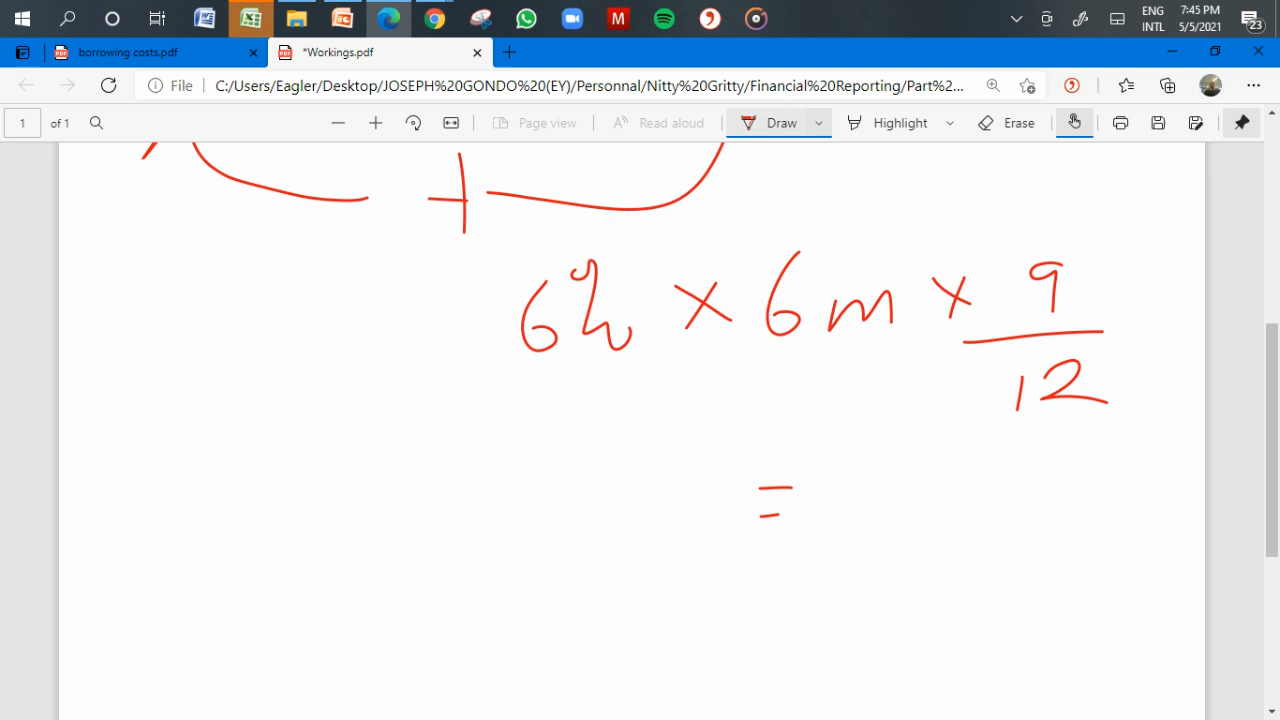 7:45 PM
ENG
INTL
5/5/2021
23
borrowing costs.pdf
*Workings.pdf
File
C:/Users/Eagler/Desktop/JOSEPH%20GONDO%20(EY)/Personnal/Nitty%20Gritty/Financial%20Reporting/Part%2...
1 of 1
Page view
Read aloud
Draw
Highlight
Erase
+
6% × 6m × 9
12
=